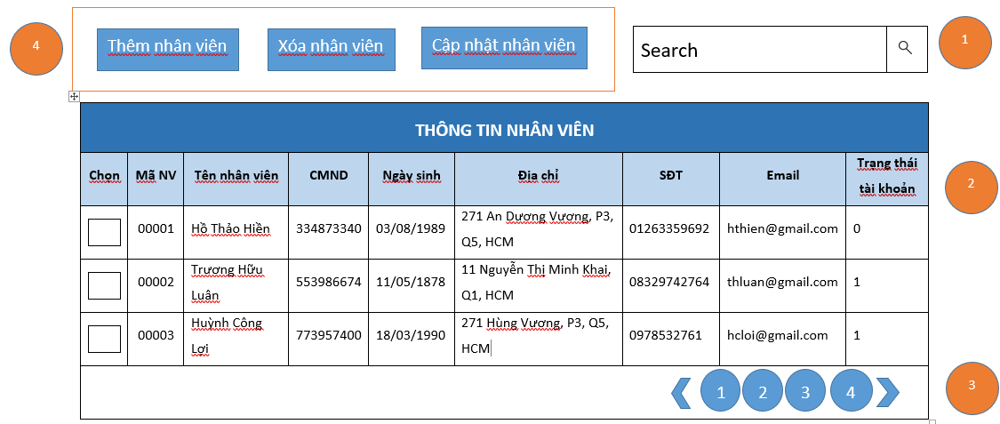 4
Thêm nhân viên
Xóa nhân viên
Cập nhật nhân viên
Search
1
THÔNG TIN NHÂN VIÊN
Chọn Mã NV Tên nhân viên CMND Ngày sinh Địa chỉ SĐT Email Trạng thái
tài khoản
2
00001 Hồ Thảo Hiền 334873340 03/08/1989 271 An Dương Vương, P3,
Q5, HCM
01263359692 hthien@gmail.com 0
00002 Trương Hữu
Luân
553986674 11/05/1878 11 Nguyễn Thị Minh Khai,
Q1, HCM
08329742764 thluan@gmail.com 1
00003 Huỳnh Công
Lợi
773957400 18/03/1990 271 Hùng Vương, P3, Q5,
HCM
0978532761 hcloi@gmail.com 1
1 2 3 4
3